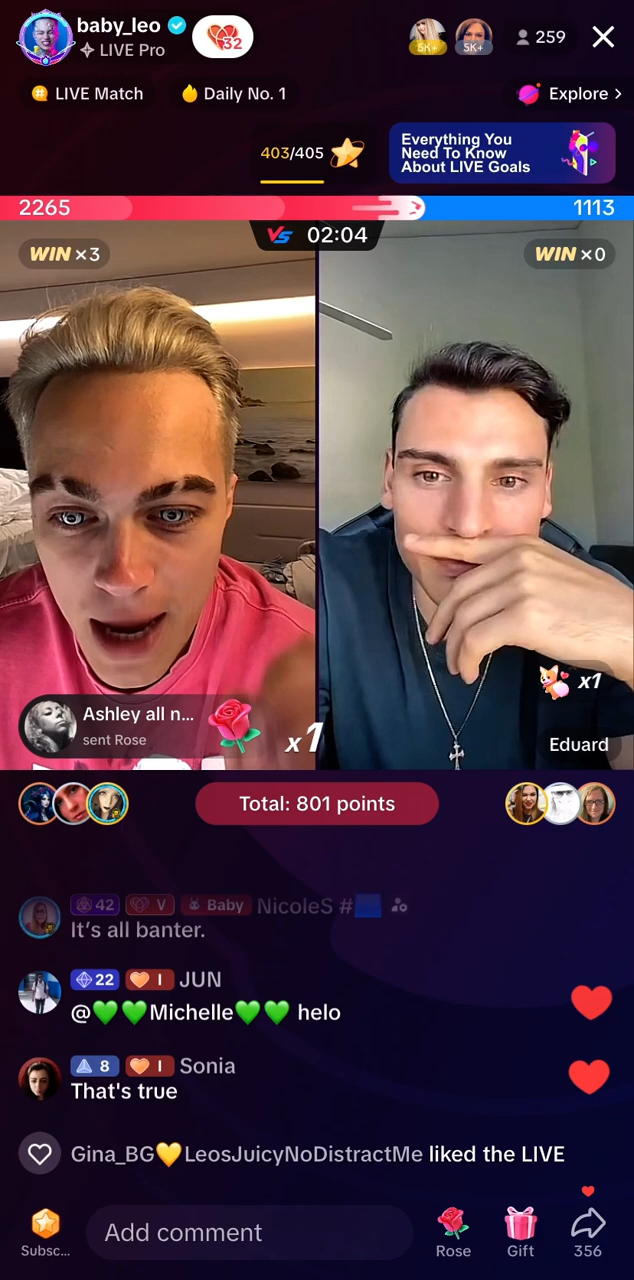 baby_leo
LIVE Pro
32
5K+
5K+
259
LIVE Match
Daily No. 1
Explore >
403/405
Everything You
Need To Know
About LIVE Goals
2265
1113
VS 02:04
WIN ×3
WIN ×0
Ashley all n...
sent Rose
x1
x1
Eduard
Total: 801 points
42 V Baby NicoleS #
It's all banter.
22 I JUN
@💚💚Michelle💚💚 helo
8 I Sonia
That's true
Gina_BG💛LeosJuicyNoDistractMe liked the LIVE
Subsc...
Add comment
Rose
Gift
356